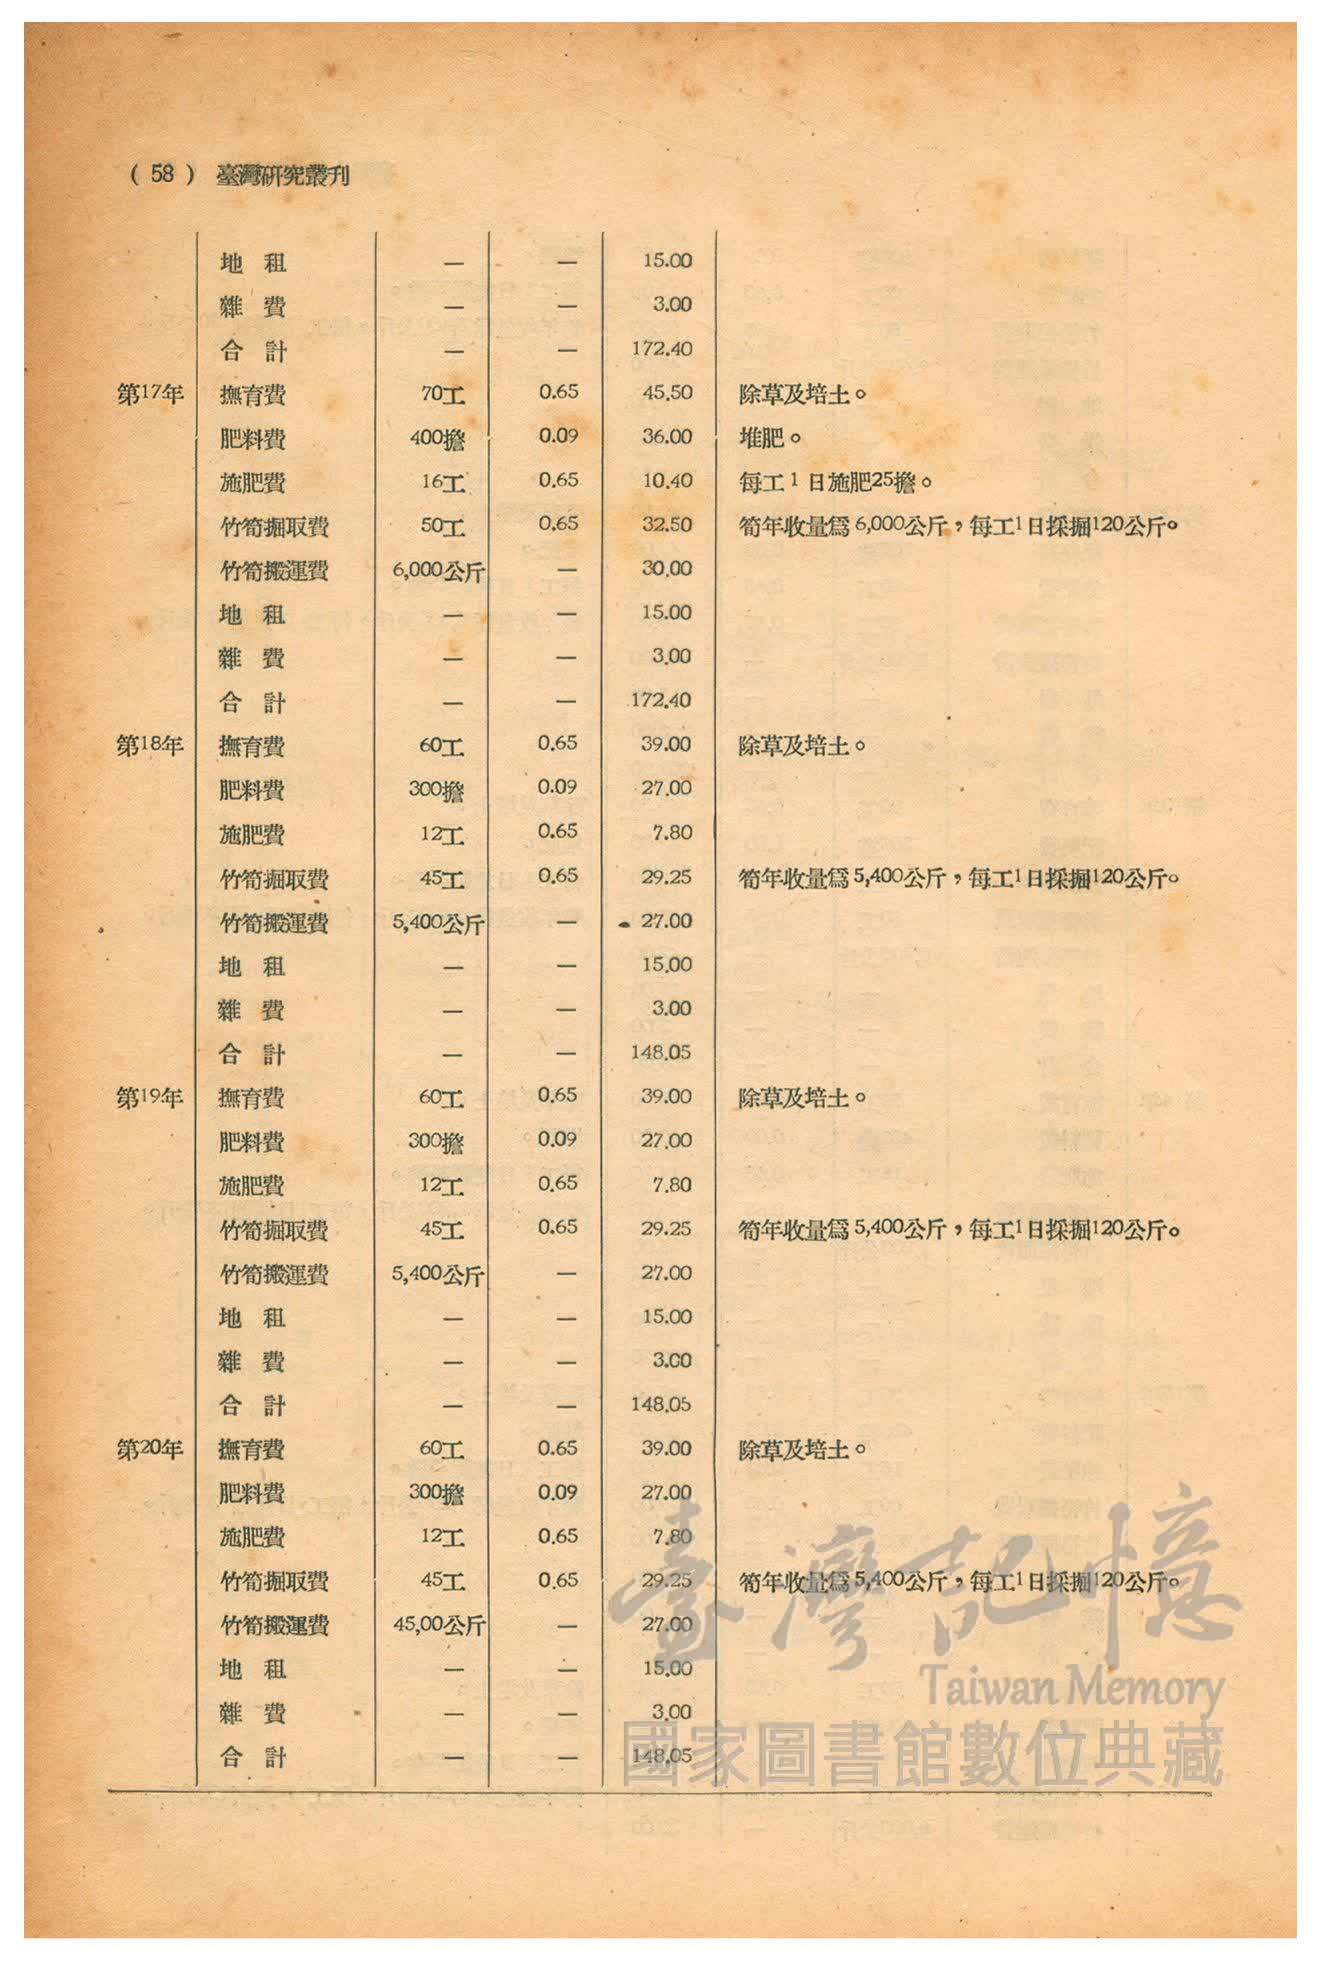 ( 58 ) 臺灣研究叢刊
地 租 — — 15.00
雜 費 — — 3.00
合 計 — — 172.40
第17年 撫育費 70工 0.65 45.50 除草及培土。
肥料費 400擔 0.09 36.00 堆肥。
施肥費 16工 0.65 10.40 每工1日施肥25擔。
竹筍掘取費 50工 0.65 32.50 筍年收量爲6,000公斤，每工1日採掘120公斤。
竹筍搬運費 6,000公斤 — 30.00
地 租 — — 15.00
雜 費 — — 3.00
合 計 — — 172.40
第18年 撫育費 60工 0.65 39.00 除草及培土。
肥料費 300擔 0.09 27.00
施肥費 12工 0.65 7.80
竹筍掘取費 45工 0.65 29.25 筍年收量爲5,400公斤，每工1日採掘120公斤。
竹筍搬運費 5,400公斤 — 27.00
地 租 — — 15.00
雜 費 — — 3.00
合 計 — — 148.05
第19年 撫育費 60工 0.65 39.00 除草及培土。
肥料費 300擔 0.09 27.00
施肥費 12工 0.65 7.80
竹筍掘取費 45工 0.65 29.25 筍年收量爲5,400公斤，每工1日採掘120公斤。
竹筍搬運費 5,400公斤 — 27.00
地 租 — — 15.00
雜 費 — — 3.00
合 計 — — 148.05
第20年 撫育費 60工 0.65 39.00 除草及培土。
肥料費 300擔 0.09 27.00
施肥費 12工 0.65 7.80
竹筍掘取費 45工 0.65 29.25 筍年收量爲5,400公斤，每工1日採掘120公斤。
竹筍搬運費 45,00公斤 — 27.00
地 租 — — 15.00
雜 費 — — 3.00
合 計 — — 148.05
臺灣記憶
Taiwan Memory
國家圖書館數位典藏